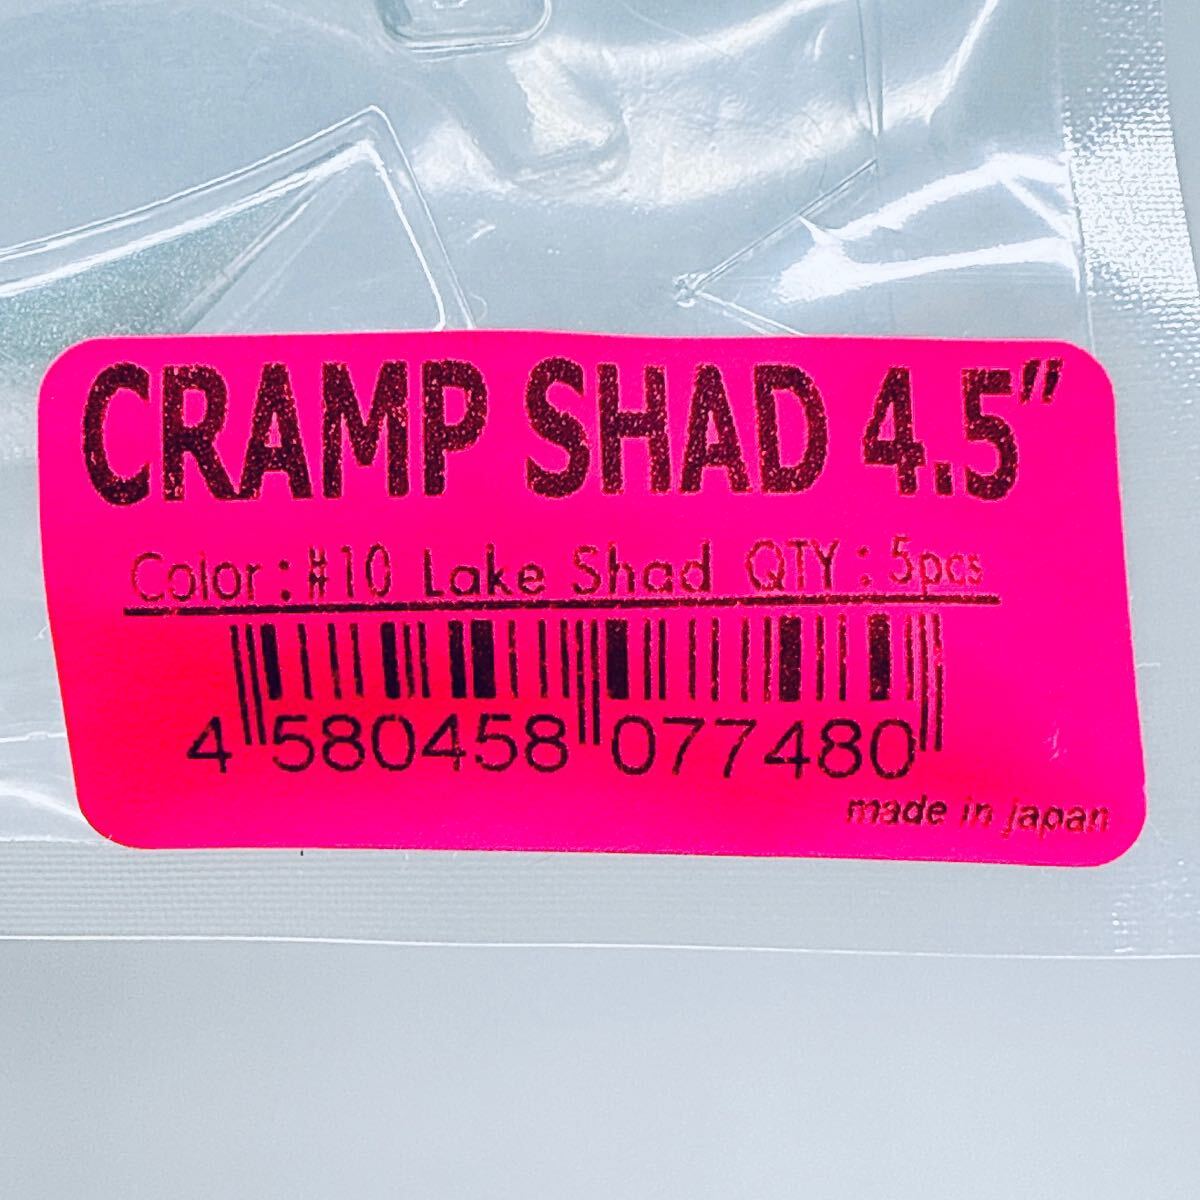 CRAMP SHAD 4.5"
Color: #10 Lake Shad QTY: 5pcs
4 580458 077480
made in japan